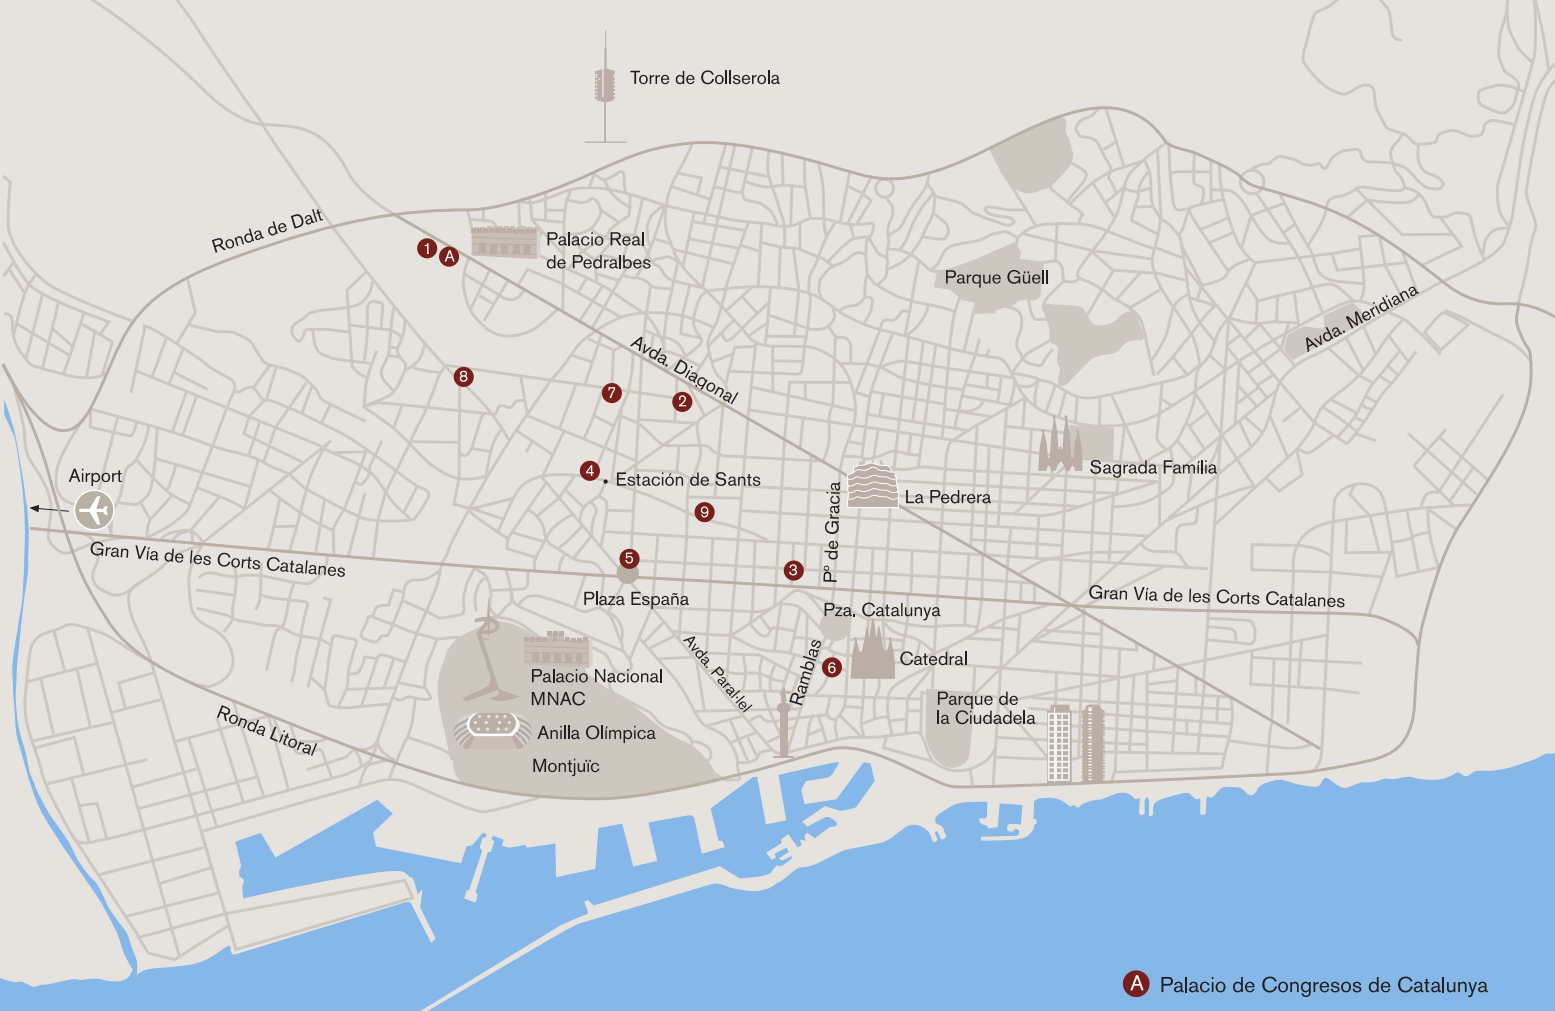 Torre de Collserola
Ronda de Dalt
1
A
Palacio Real
de Pedralbes
Parque Güell
Avda. Meridiana
Avda. Diagonal
8
7
2
Sagrada Família
4
Estación de Sants
Airport
La Pedrera
Pº de Gracia
9
Gran Vía de les Corts Catalanes
5
3
Plaza España
Gran Vía de les Corts Catalanes
Pza. Catalunya
Avda. Paral·lel
Ramblas
6
Catedral
Palacio Nacional
MNAC
Parque de
la Ciudadela
Ronda Litoral
Anilla Olímpica
Montjuïc
A Palacio de Congresos de Catalunya